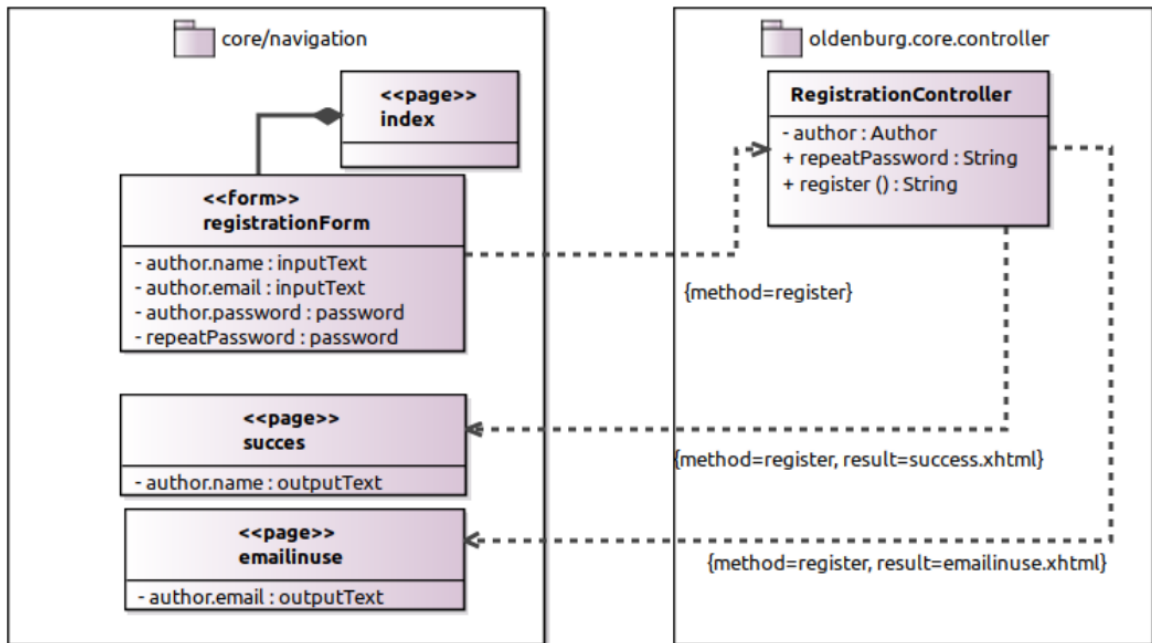 core/navigation
<<page>>
index
<<form>>
registrationForm
- author.name : inputText
- author.email : inputText
- author.password : password
- repeatPassword : password
<<page>>
succes
- author.name : outputText
<<page>>
emailinuse
- author.email : outputText
oldenburg.core.controller
RegistrationController
- author : Author
+ repeatPassword : String
+ register () : String
{method=register}
{method=register, result=success.xhtml}
{method=register, result=emailinuse.xhtml}